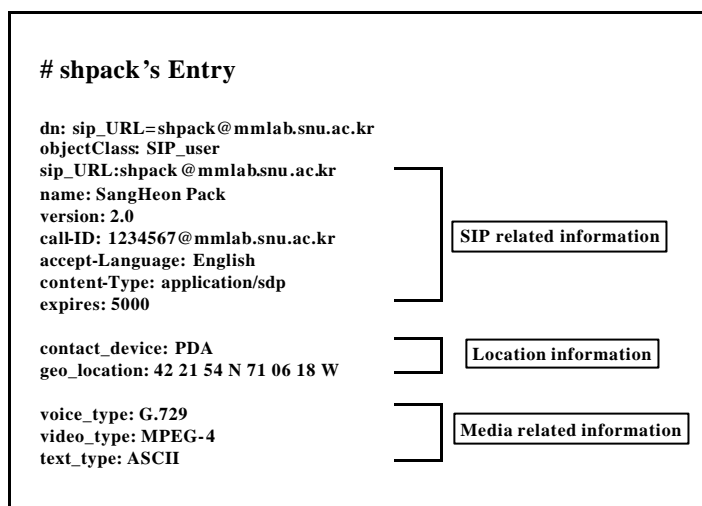 # shpack's Entry
dn: sip_URL=shpack@mmlab.snu.ac.kr
objectClass: SIP_user
sip_URL:shpack@mmlab.snu.ac.kr
name: SangHeon Pack
version: 2.0
call-ID: 1234567@mmlab.snu.ac.kr
accept-Language: English
content-Type: application/sdp
expires: 5000
SIP related information
contact_device: PDA
geo_location: 42 21 54 N 71 06 18 W
Location information
voice_type: G.729
video_type: MPEG-4
text_type: ASCII
Media related information